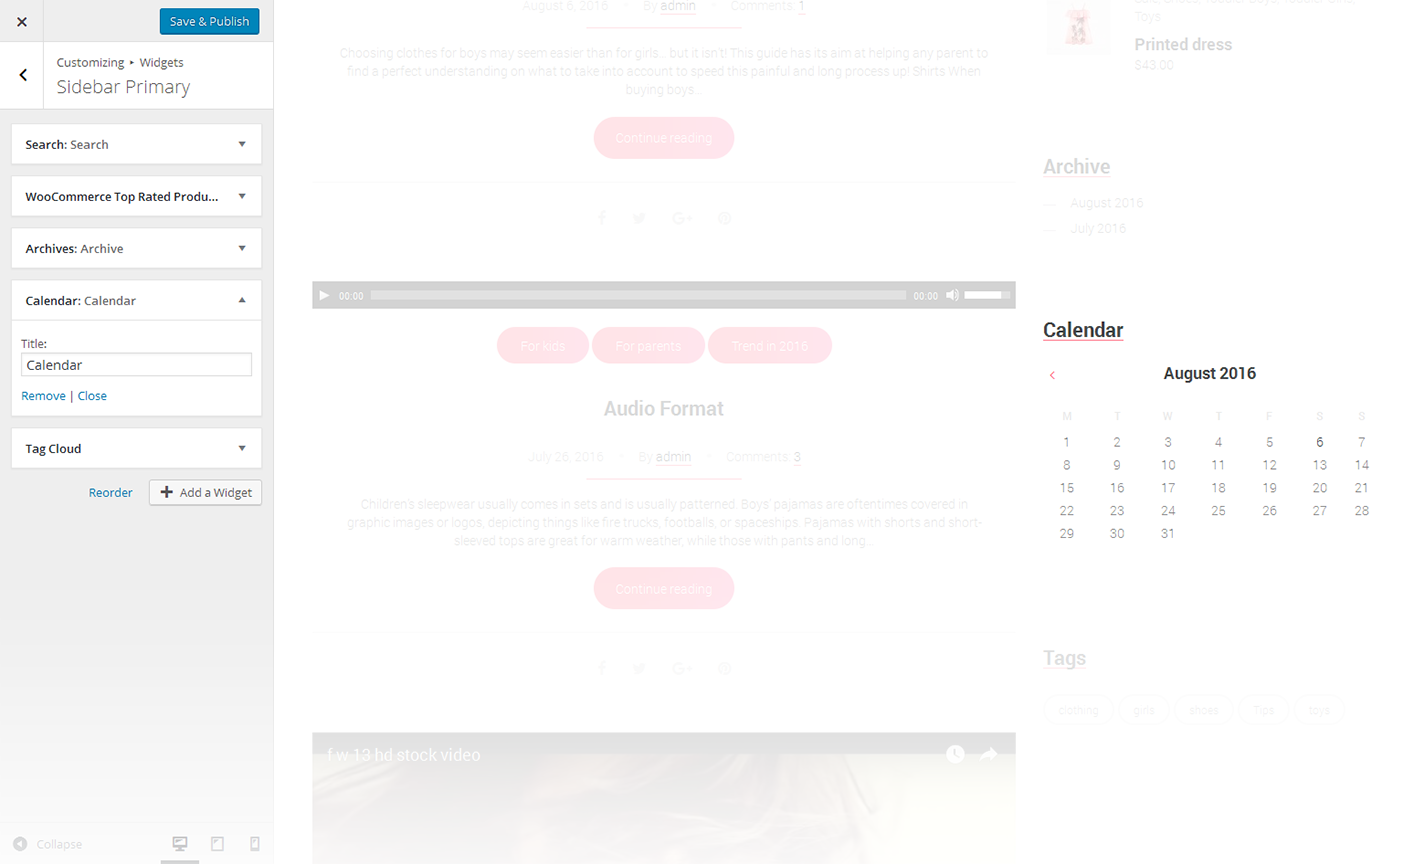 Save & Publish
Customizing ▸ Widgets
Sidebar Primary
Search: Search
WooCommerce Top Rated Produ...
Archives: Archive
Calendar: Calendar
Title:
Calendar
Remove | Close
Tag Cloud
Reorder
Add a Widget
Collapse
August 6, 2016
By admin
Comments: 1
Choosing clothes for boys may seem easier than for girls... but it isn't! This guide has its aim at helping any parent to
find a perfect understanding on what to take into account to speed this painful and long process up! Shirts When
buying boys...
Continue reading
00:00
00:00
For kids
For parents
Trend in 2016
Audio Format
July 26, 2016
By admin
Comments: 3
Children's sleepwear usually comes in sets and is usually patterned. Boys' pajamas are oftentimes covered in
graphic images or logos, depicting things like fire trucks, footballs, or spaceships. Pajamas with shorts and short-
sleeved tops are great for warm weather, while those with pants and long...
Continue reading
f w 13 hd stock video
Toys
Printed dress
$43.00
Archive
August 2016
July 2016
Calendar
August 2016
M T W T F S S
1 2 3 4 5 6 7
8 9 10 11 12 13 14
15 16 17 18 19 20 21
22 23 24 25 26 27 28
29 30 31
Tags
clothing
girls
shoes
Tips
toys